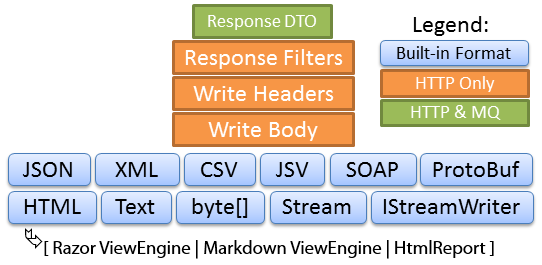 Response DTO
Response Filters
Write Headers
Write Body
Legend:
Built-in Format
HTTP Only
HTTP & MQ
JSON XML CSV JSV SOAP ProtoBuf
HTML Text byte[] Stream IStreamWriter
[ Razor ViewEngine | Markdown ViewEngine | HtmlReport ]